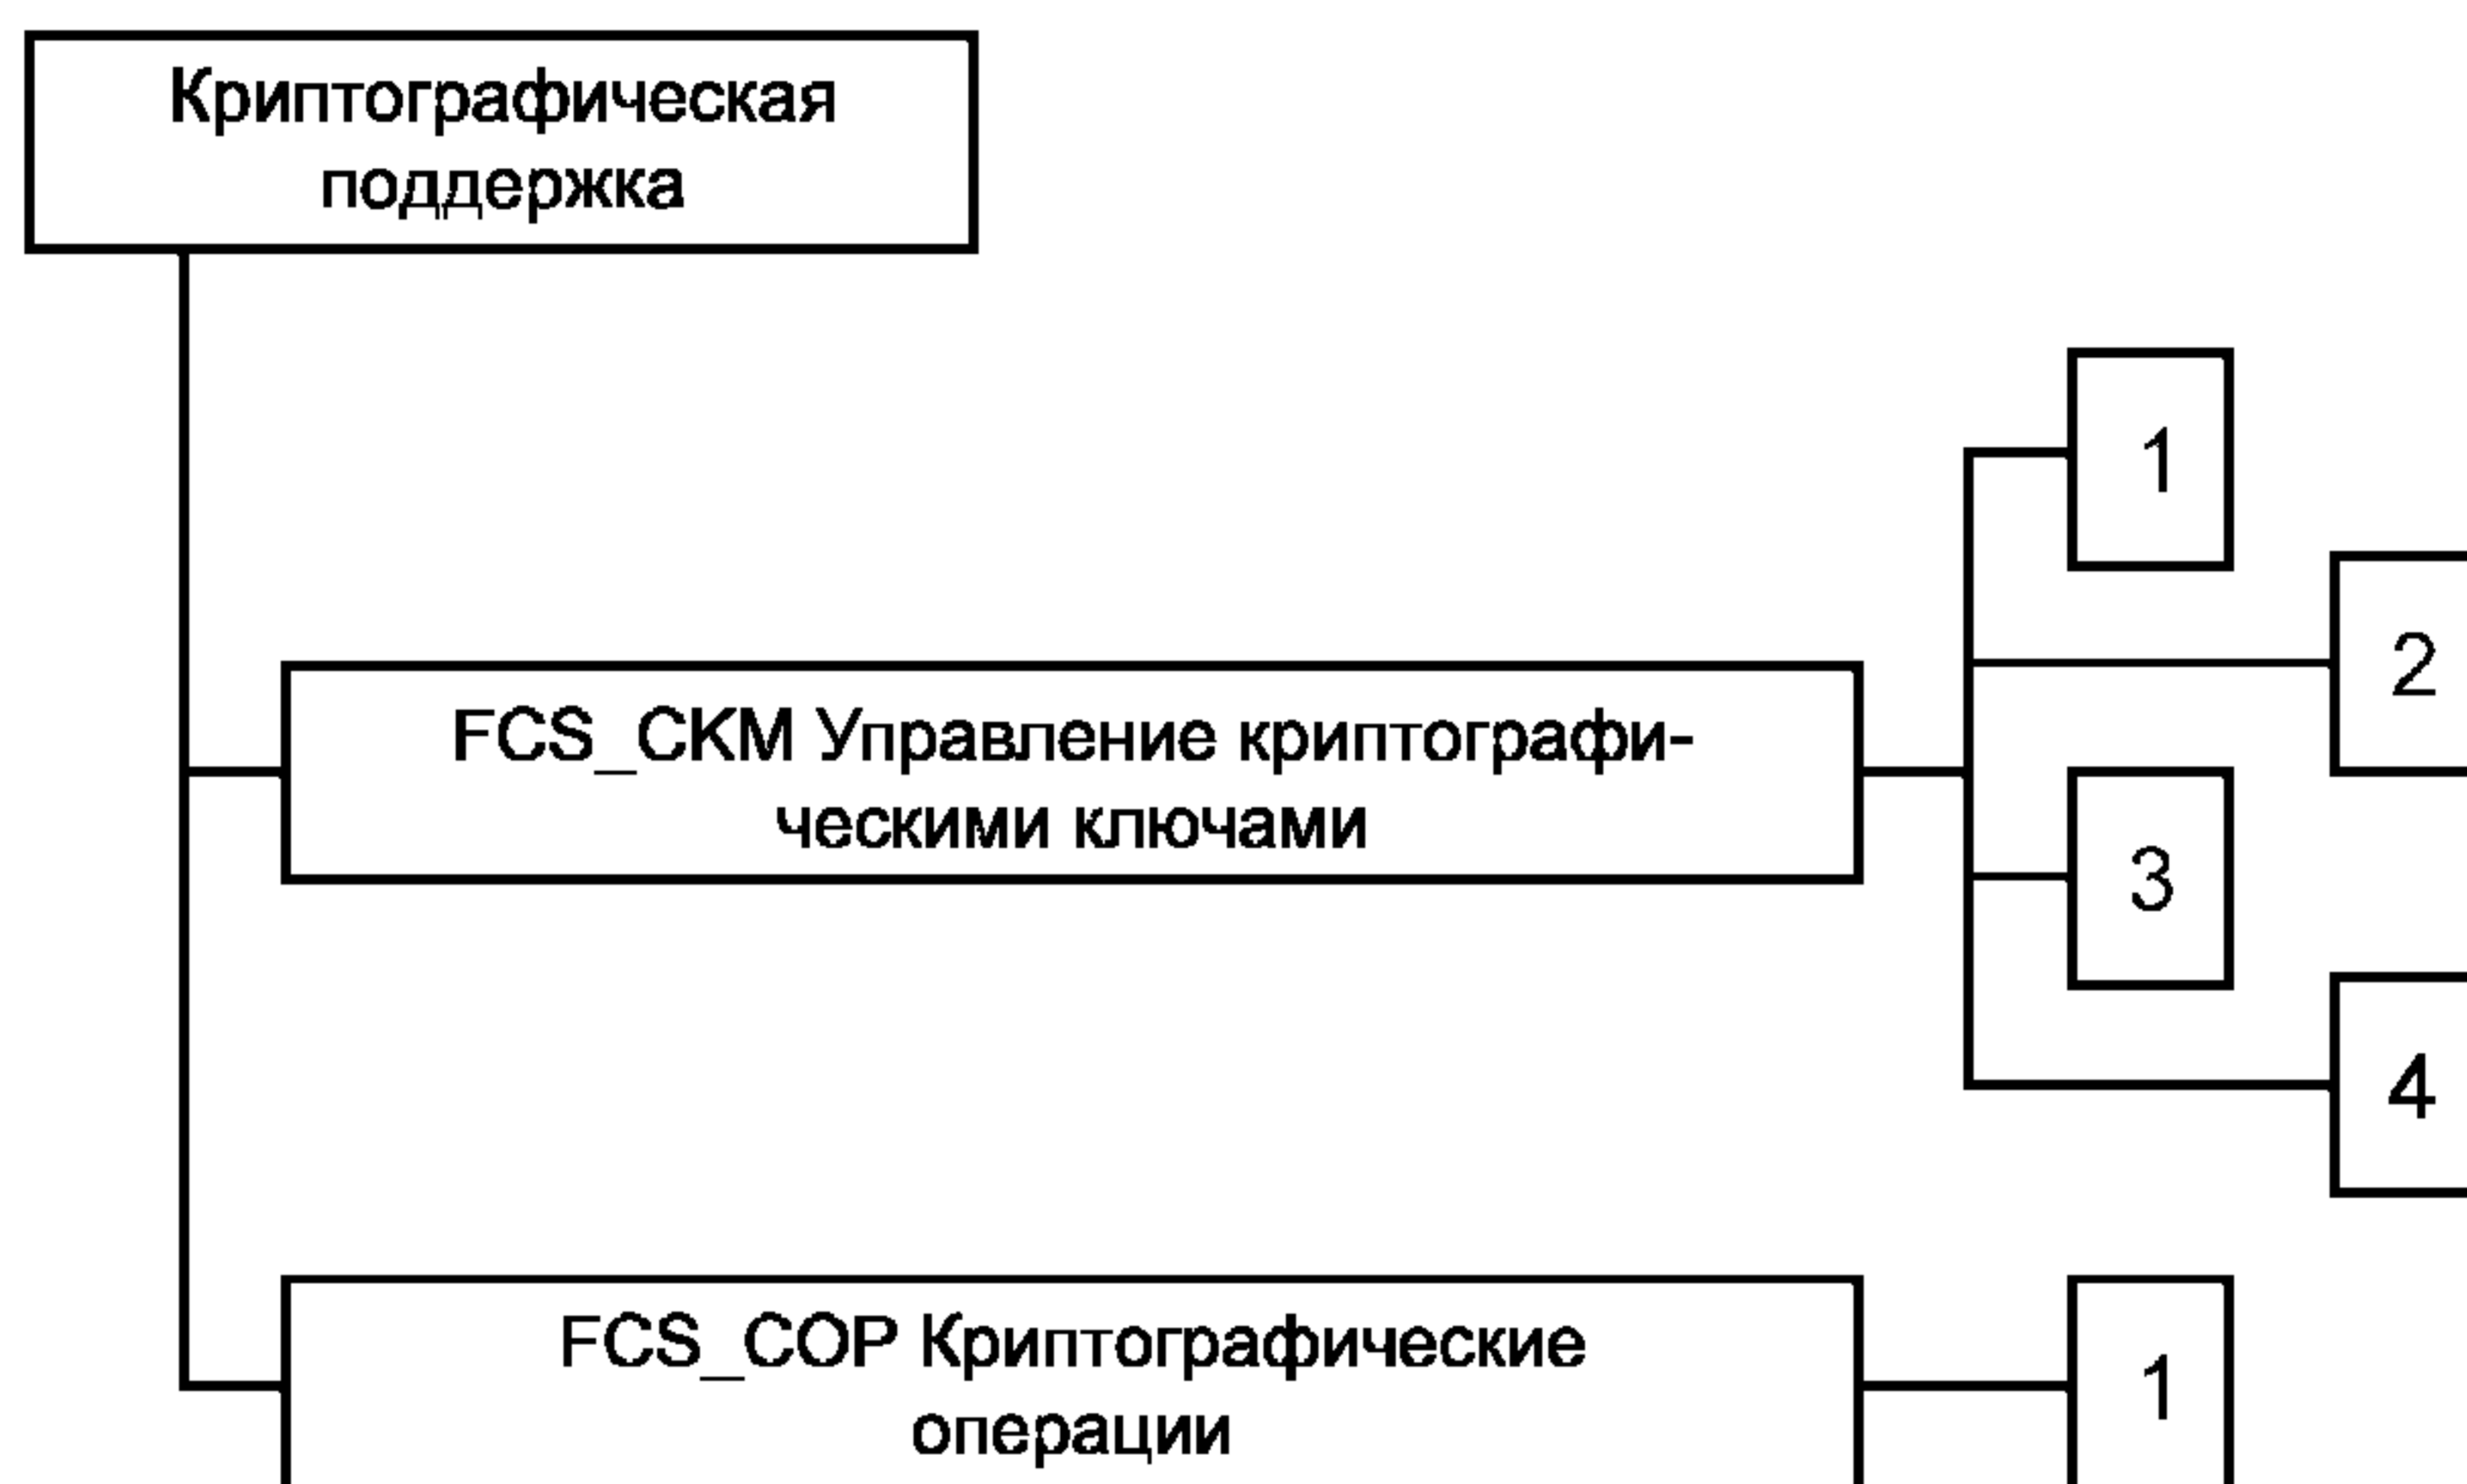 Криптографическая
поддержка
1
2
FCS_CKM Управление криптографи-
ческими ключами
3
4
FCS_COP Криптографические
операции
1